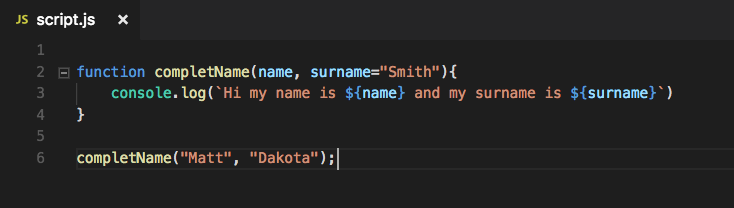 JS script.js ×
1
2 function completName(name, surname="Smith"){
3 console.log(`Hi my name is ${name} and my surname is ${surname}`)
4 }
5
6 completName("Matt", "Dakota");